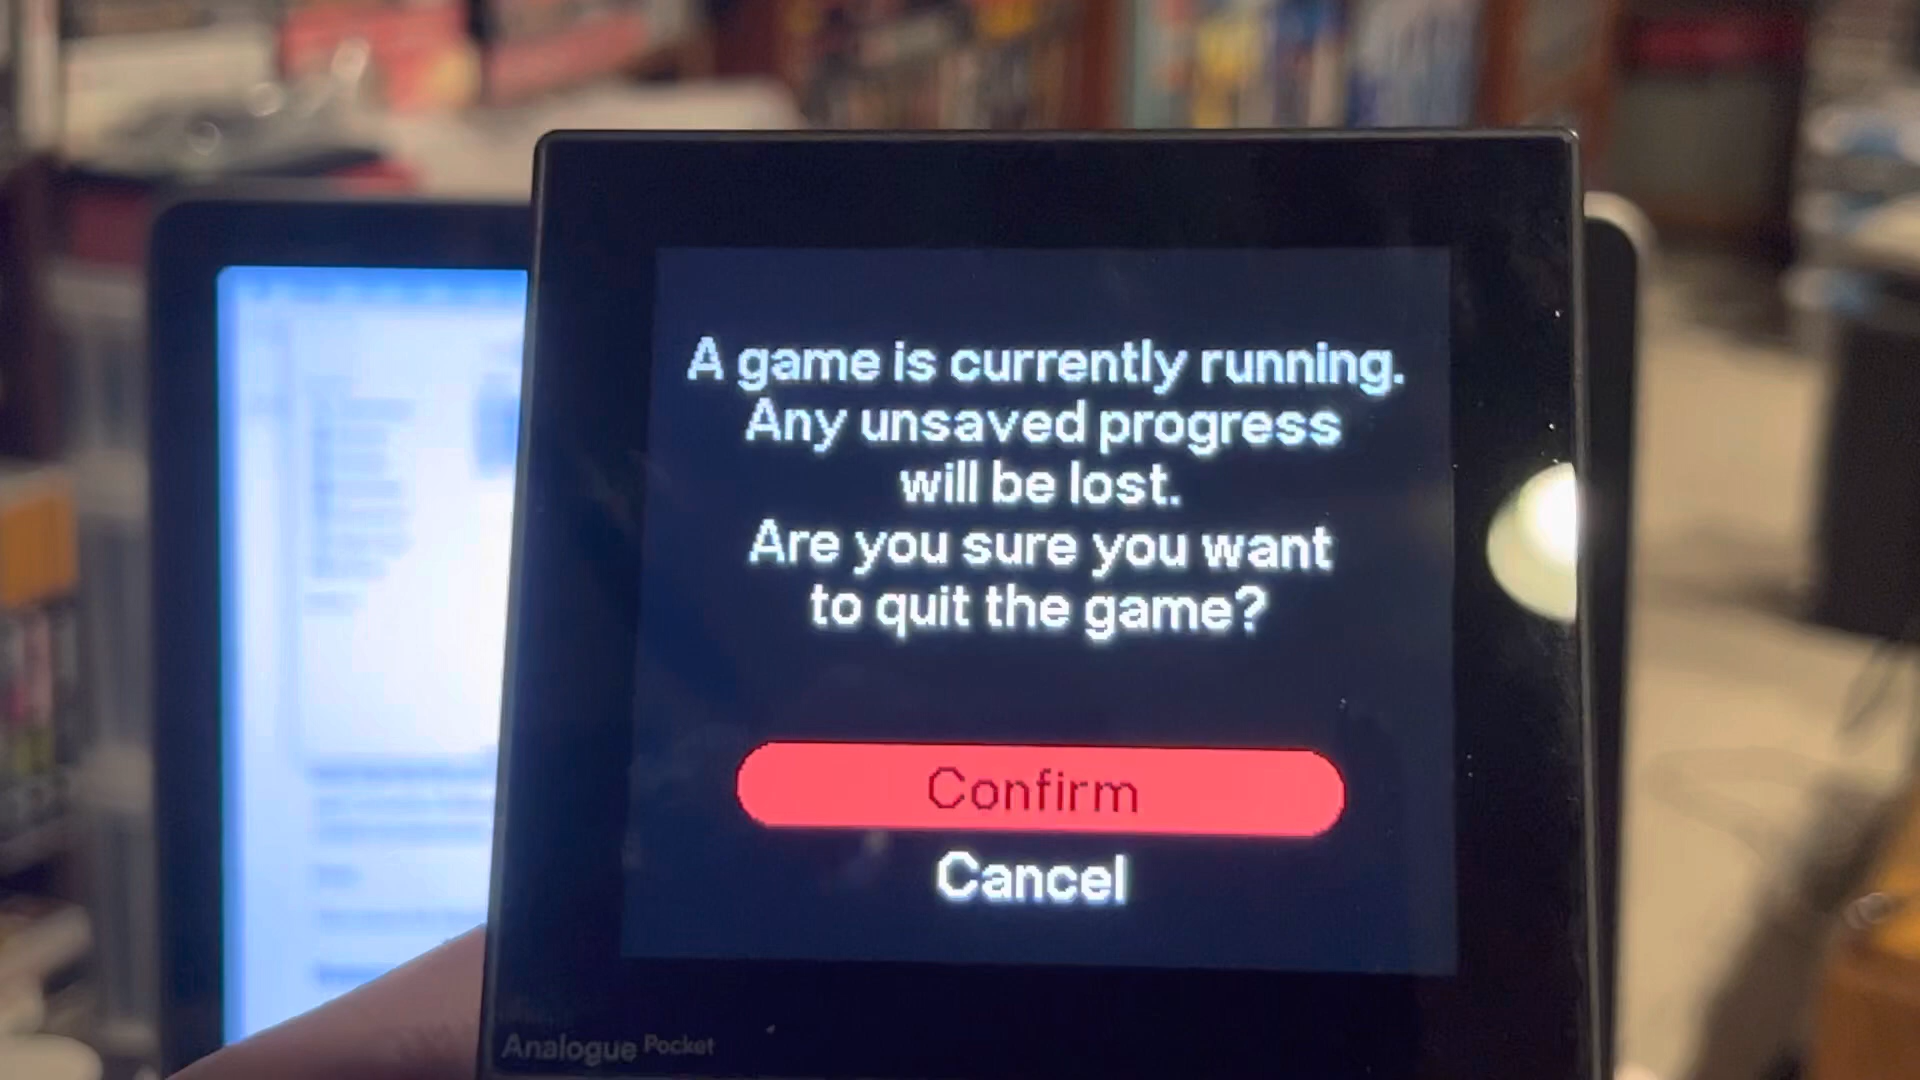 A game is currently running.
Any unsaved progress
will be lost.
Are you sure you want
to quit the game?
Confirm
Cancel
Analogue Pocket